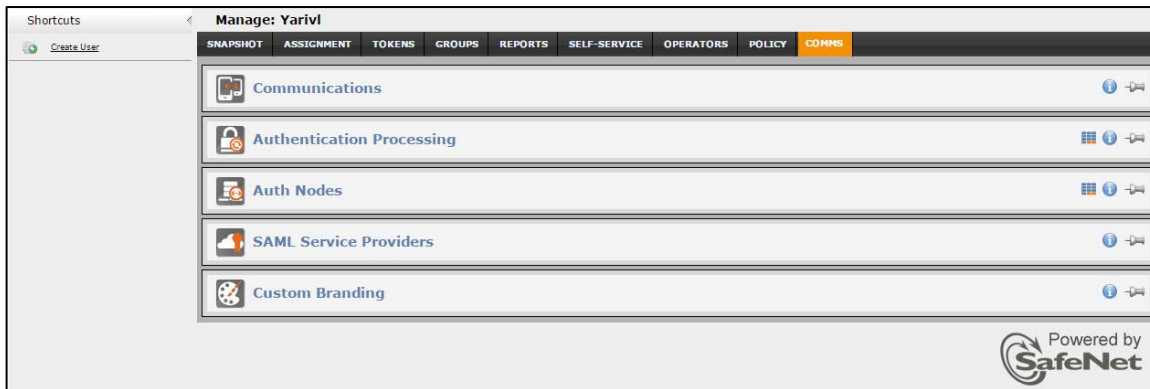 Shortcuts
Create User
Manage: Yarivl
SNAPSHOT ASSIGNMENT TOKENS GROUPS REPORTS SELF-SERVICE OPERATORS POLICY COMMS
Communications
Authentication Processing
Auth Nodes
SAML Service Providers
Custom Branding
Powered by
SafeNet